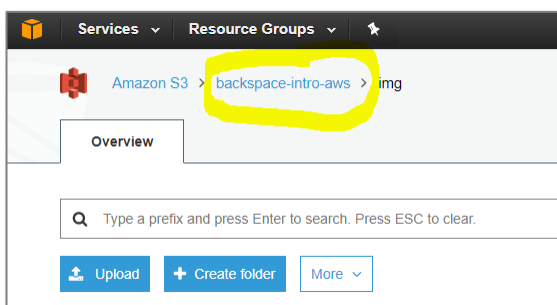 Services Resource Groups
Amazon S3 > backspace-intro-aws > img
Overview
Type a prefix and press Enter to search. Press ESC to clear.
Upload Create folder More